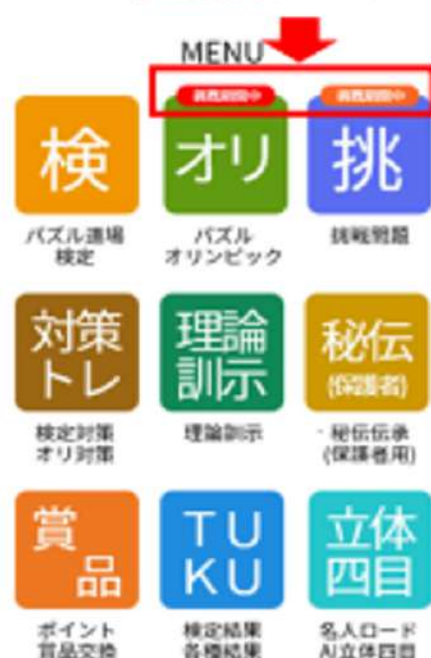 MENU
検
オリ
挑
パズル道場
検定
パズル
オリンピック
挑戦問題
対策
トレ
理論
訓示
秘伝
(保護者)
検定対策
オリ対策
理論訓示
・秘伝伝承
(保護者用)
賞
品
TU
KU
立体
四目
ポイント
賞品交換
検定結果
各種結果
名人ロード
AI立体四目